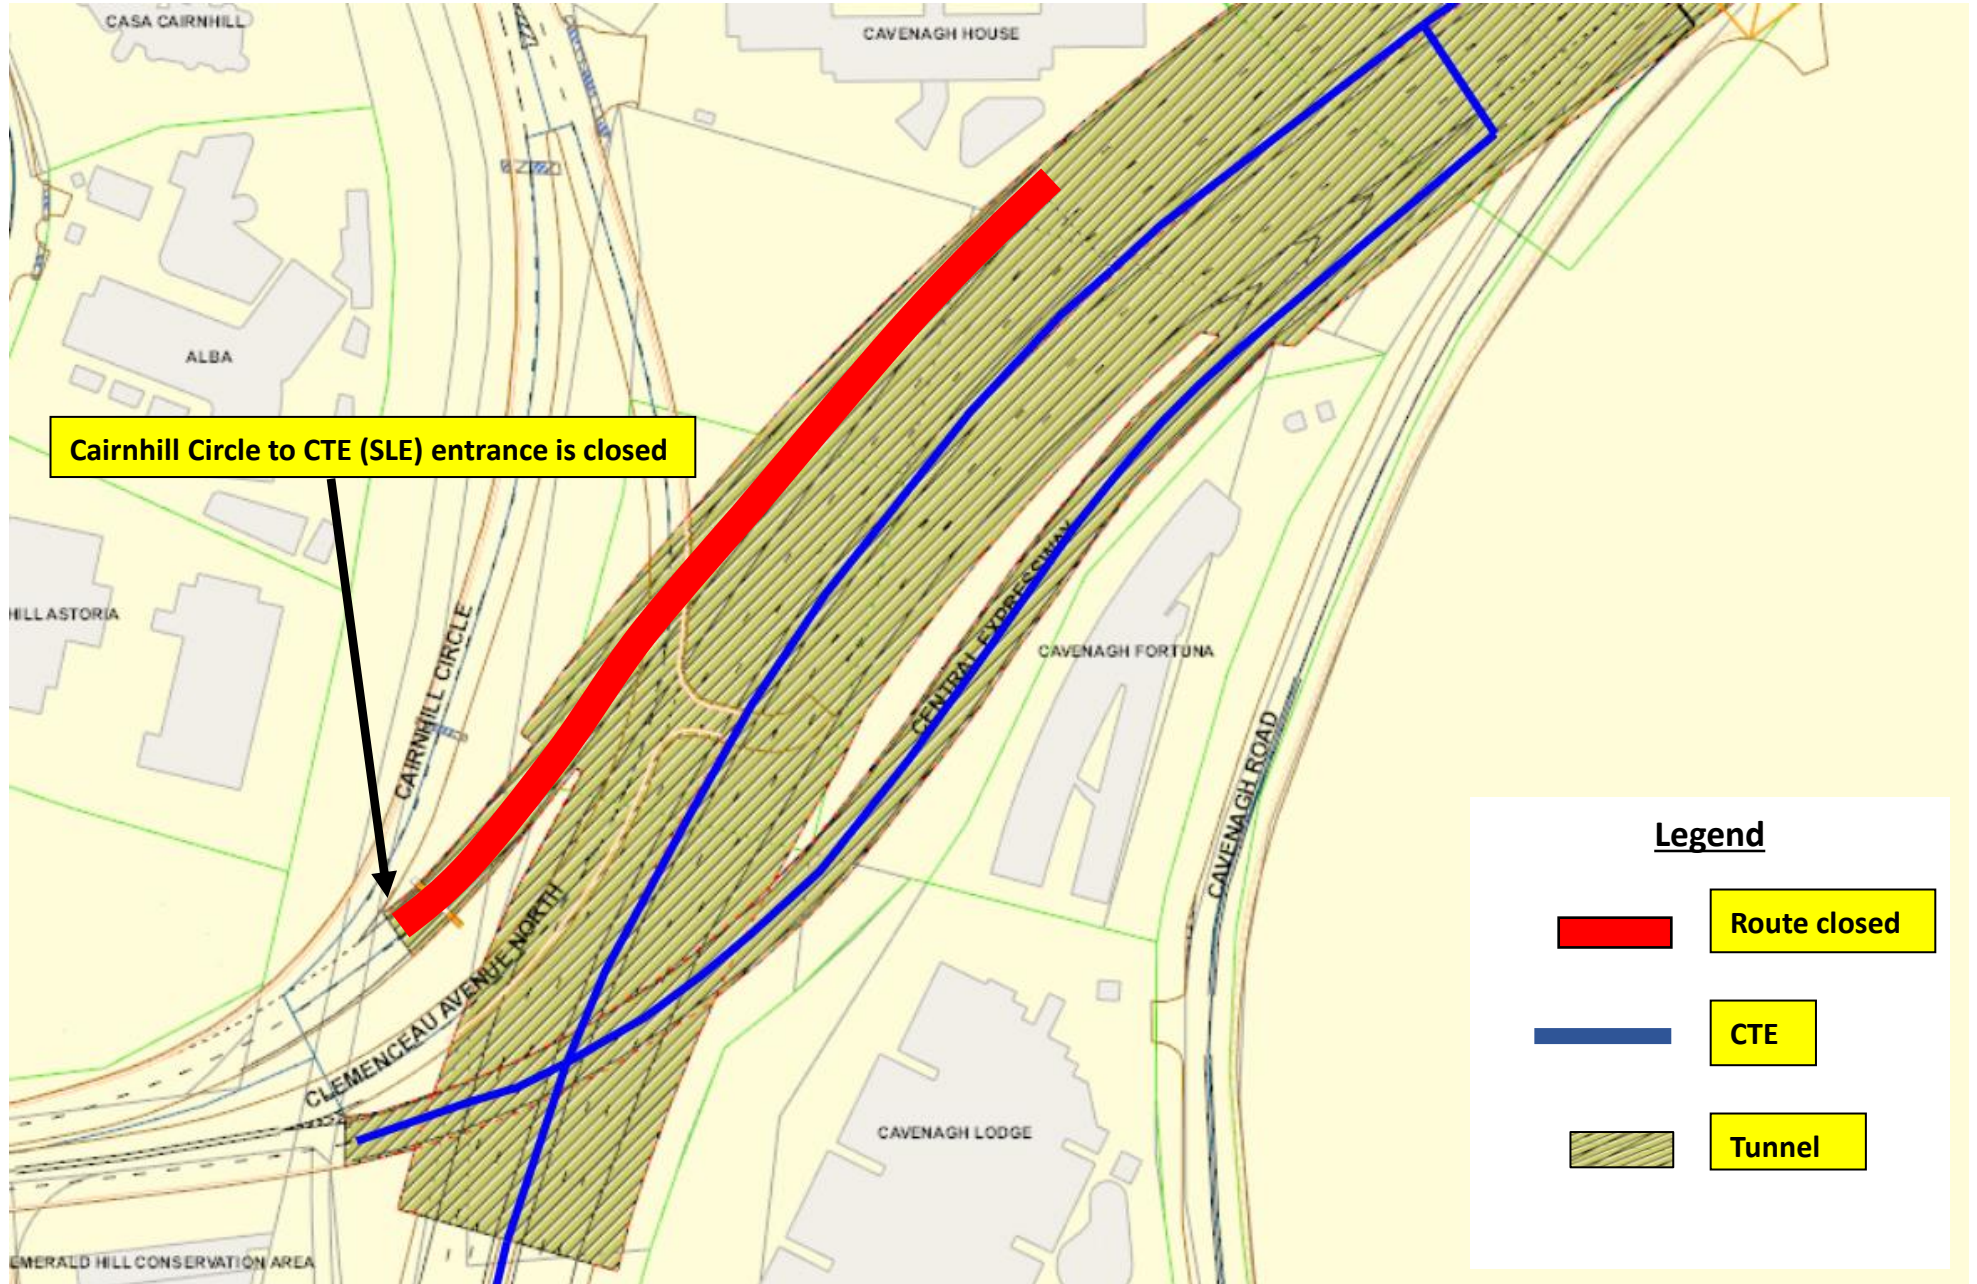 CASA CAIRNHILL
CAVENAGH HOUSE
ALBA
Cairnhill Circle to CTE (SLE) entrance is closed
HILL ASTORIA
CAIRNHILL CIRCLE
CENTRAL EXPRESSWAY
CAVENAGH FORTUNA
CAVENAGH ROAD
CLEMENCEAU AVENUE NORTH
CAVENAGH LODGE
EMERALD HILL CONSERVATION AREA
Legend
Route closed
CTE
Tunnel